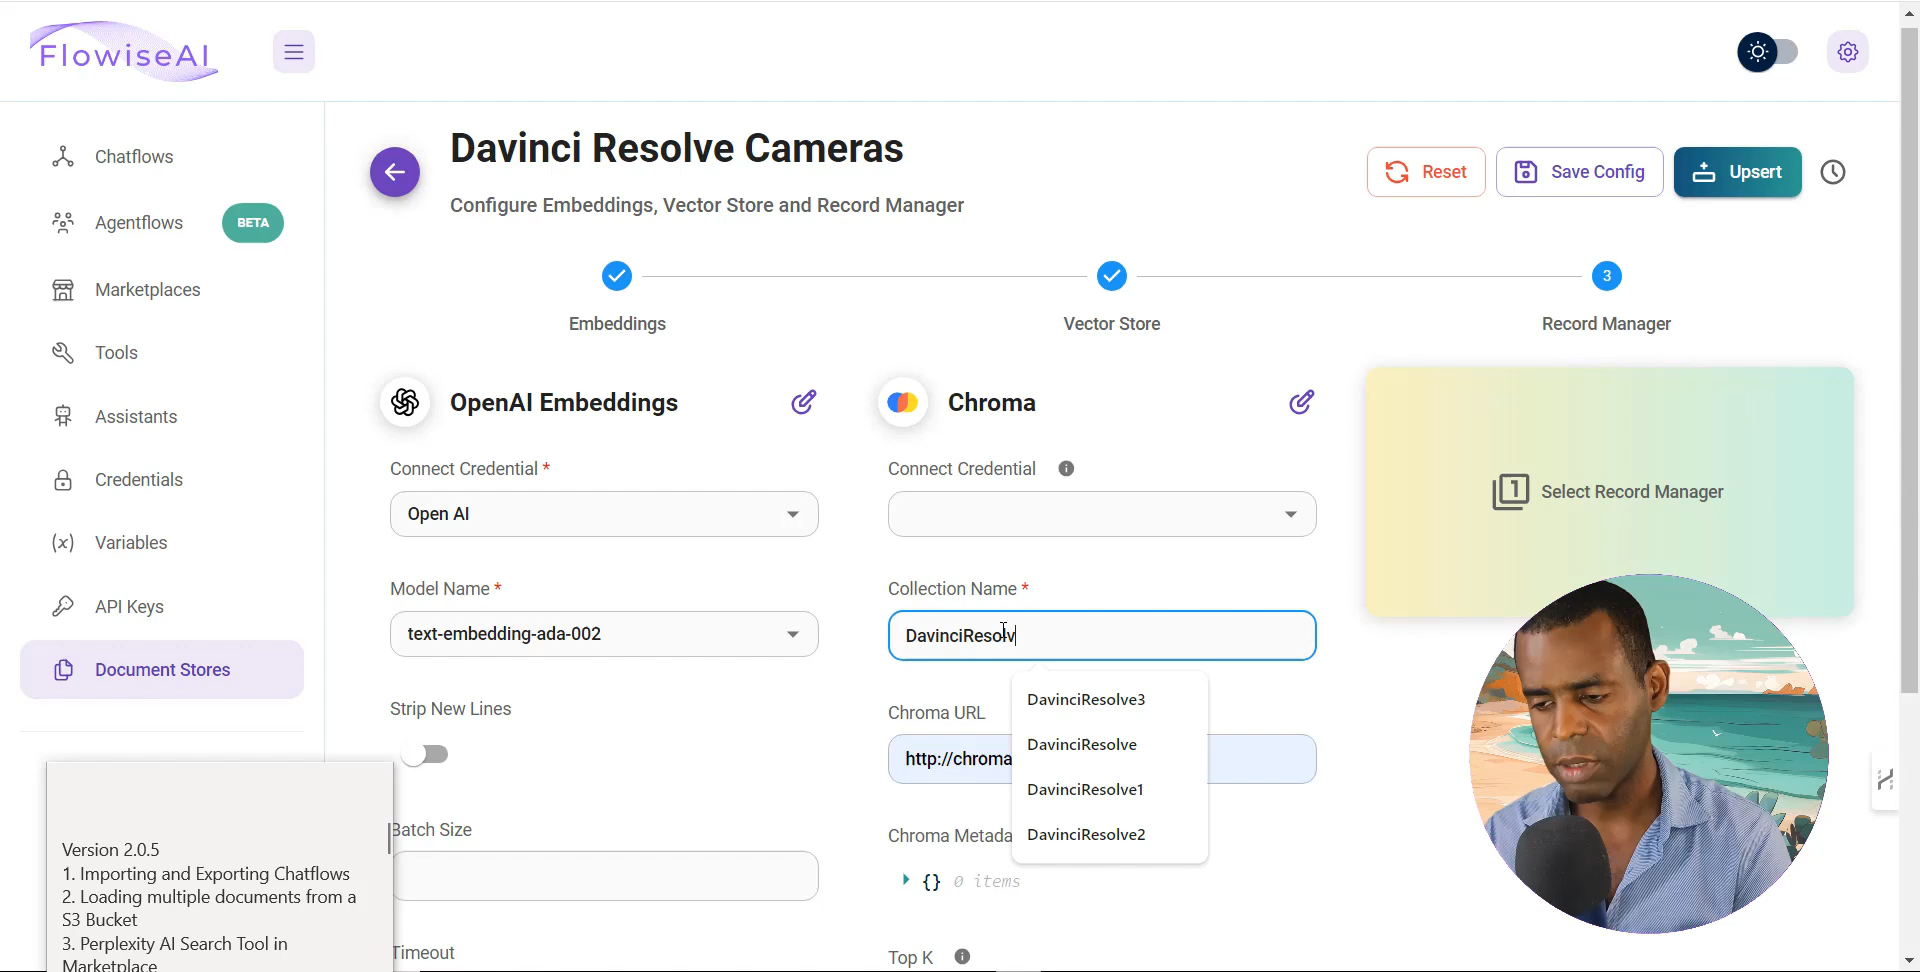 FlowiseAI
Davinci Resolve Cameras
Configure Embeddings, Vector Store and Record Manager
Reset
Save Config
Upsert
Chatflows
Agentflows
BETA
Marketplaces
Tools
Assistants
Credentials
Variables
API Keys
Document Stores
Embeddings
Vector Store
3
Record Manager
OpenAI Embeddings
Connect Credential *
Open AI
Model Name *
text-embedding-ada-002
Strip New Lines
Batch Size
Timeout
Chroma
Connect Credential
Collection Name *
DavinciResolv
DavinciResolve3
DavinciResolve
DavinciResolve1
DavinciResolve2
Chroma URL
http://chroma
Chroma Metada
{} 0 items
Top K
1 Select Record Manager
Version 2.0.5
1. Importing and Exporting Chatflows
2. Loading multiple documents from a
S3 Bucket
3. Perplexity AI Search Tool in
Marketplace